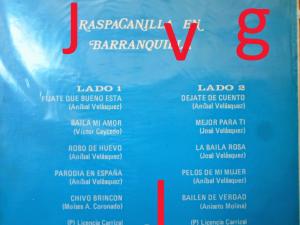 RASPACANILLA EN
BARRANQUILLA
LADO 1
FIJATE QUE BUENO ESTA
(Aníbal Velásquez)
BAILA MI AMOR
(Víctor Caycedo)
ROBO DE HUEVO
(Aníbal Velásquez)
PARODIA EN ESPAÑA
(Aníbal Velásquez)
CHIVO BRINCON
(Moises A. Coronado)
(P) Licencia Carrizal
LADO 2
DEJATE DE CUENTO
(Aníbal Velásquez)
MEJOR PARA TI
(José Velásquez)
LA BAILA ROSA
(José Velásquez)
PELOS DE MI MUJER
(Aníbal Velásquez)
BAILEN DE VERDAD
(Aniseto Molina)
(P) Licencia Carrizal
J v g